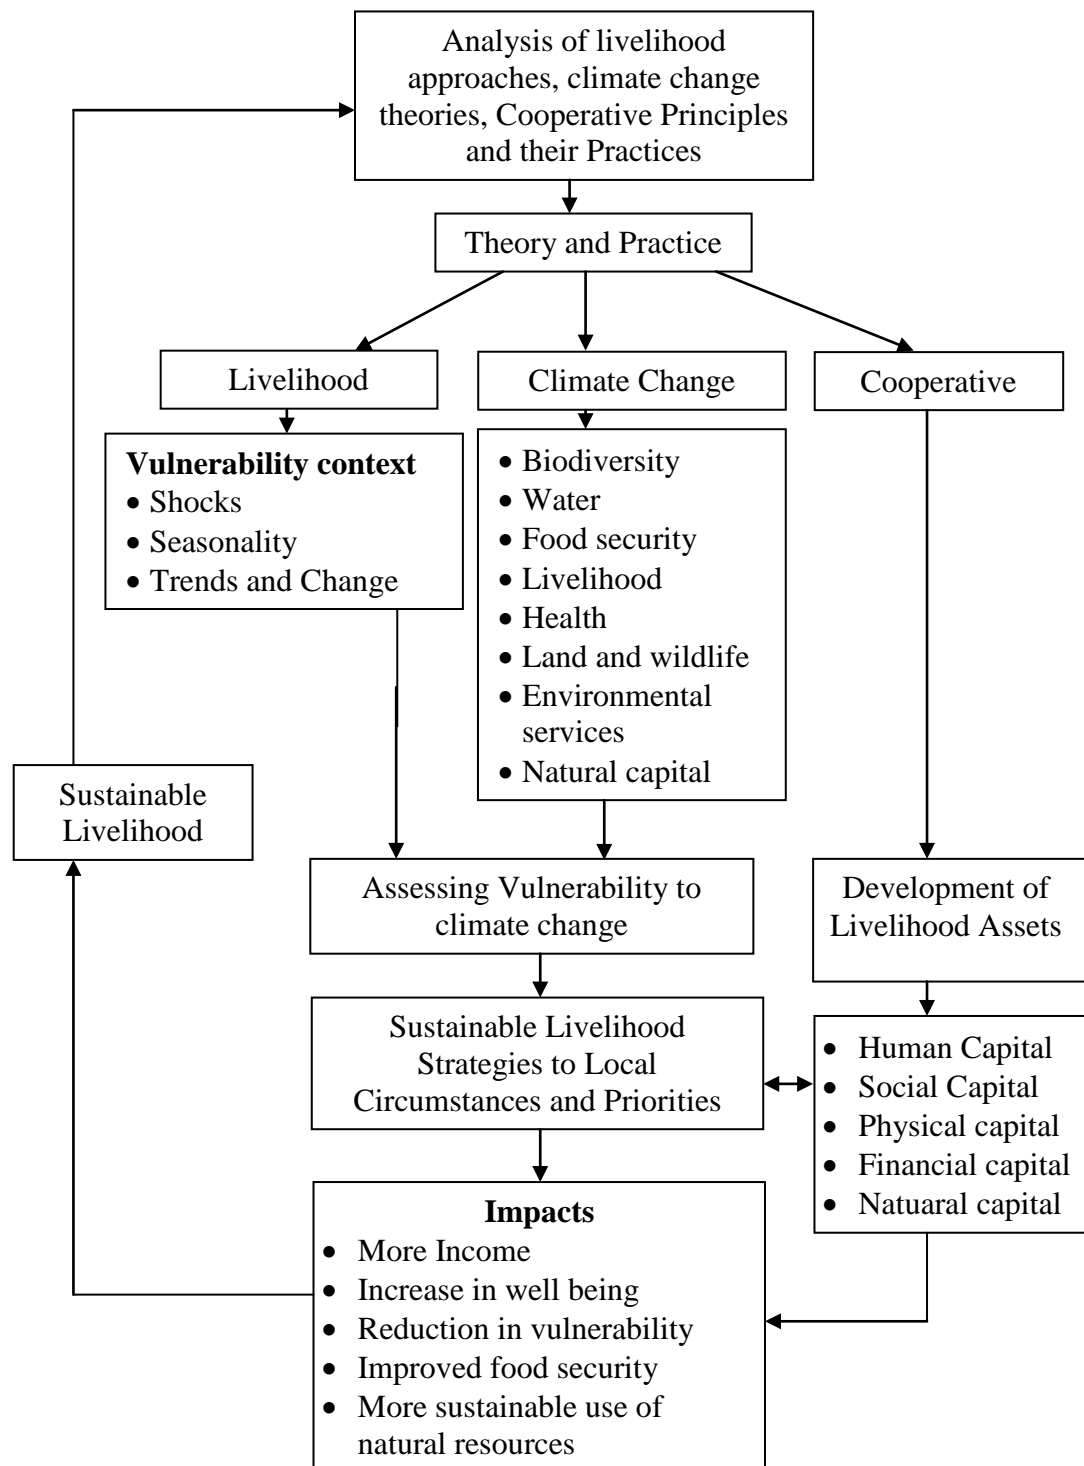 Analysis of livelihood
approaches, climate change
theories, Cooperative Principles
and their Practices
Theory and Practice
Livelihood
Climate Change
Cooperative
Vulnerability context
• Shocks
• Seasonality
• Trends and Change
• Biodiversity
• Water
• Food security
• Livelihood
• Health
• Land and wildlife
• Environmental
services
• Natural capital
Sustainable
Livelihood
Assessing Vulnerability to
climate change
Development of
Livelihood Assets
Sustainable Livelihood
Strategies to Local
Circumstances and Priorities
• Human Capital
• Social Capital
• Physical capital
• Financial capital
• Natuaral capital
Impacts
• More Income
• Increase in well being
• Reduction in vulnerability
• Improved food security
• More sustainable use of
natural resources